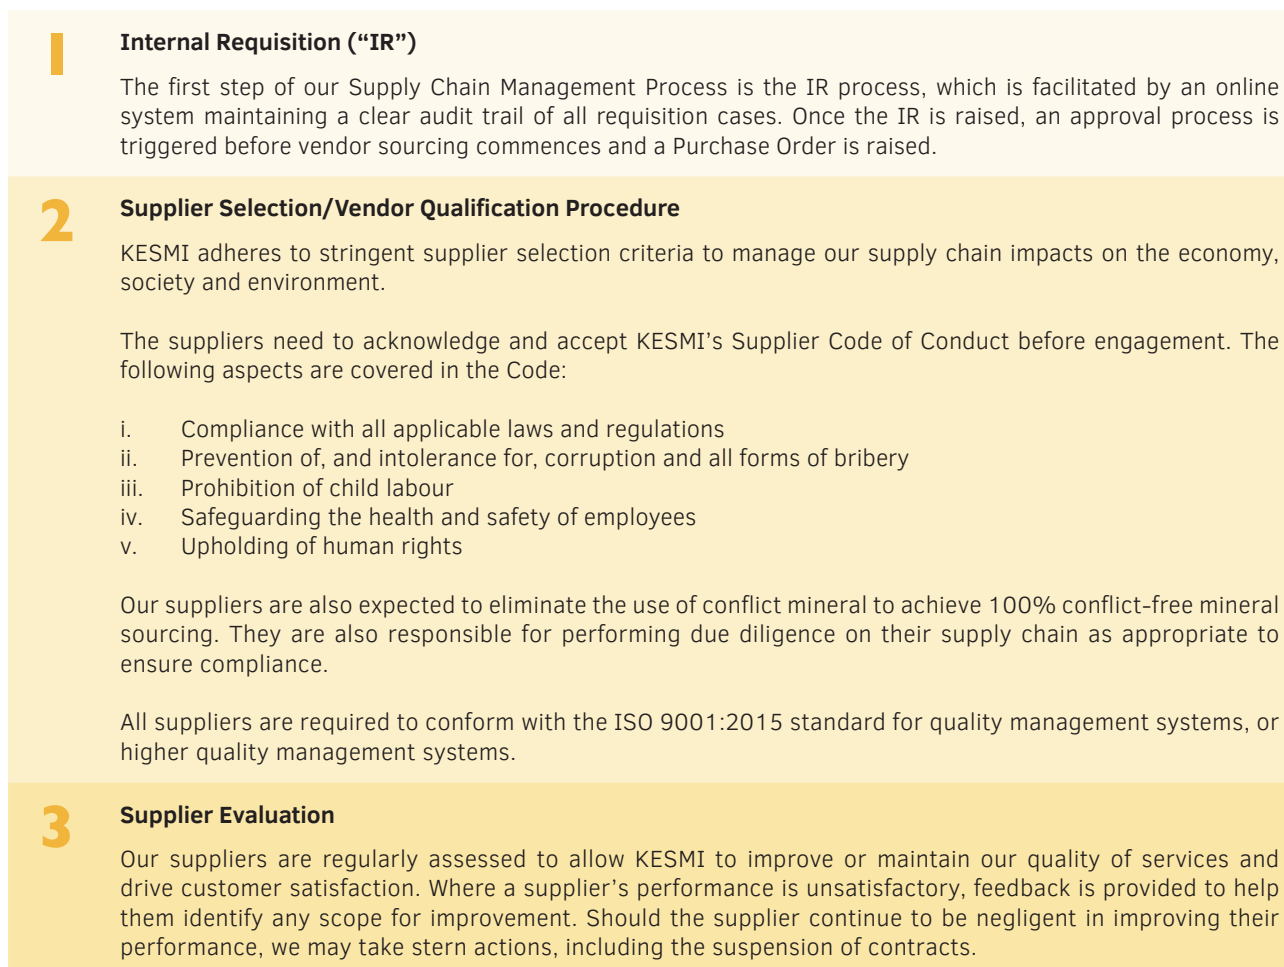 1
Internal Requisition (“IR”)
The first step of our Supply Chain Management Process is the IR process, which is facilitated by an online
system maintaining a clear audit trail of all requisition cases. Once the IR is raised, an approval process is
triggered before vendor sourcing commences and a Purchase Order is raised.
2
Supplier Selection/Vendor Qualification Procedure
KESMI adheres to stringent supplier selection criteria to manage our supply chain impacts on the economy,
society and environment.
The suppliers need to acknowledge and accept KESMI’s Supplier Code of Conduct before engagement. The
following aspects are covered in the Code:
i. Compliance with all applicable laws and regulations
ii. Prevention of, and intolerance for, corruption and all forms of bribery
iii. Prohibition of child labour
iv. Safeguarding the health and safety of employees
v. Upholding of human rights
Our suppliers are also expected to eliminate the use of conflict mineral to achieve 100% conflict-free mineral
sourcing. They are also responsible for performing due diligence on their supply chain as appropriate to
ensure compliance.
All suppliers are required to conform with the ISO 9001:2015 standard for quality management systems, or
higher quality management systems.
3
Supplier Evaluation
Our suppliers are regularly assessed to allow KESMI to improve or maintain our quality of services and
drive customer satisfaction. Where a supplier’s performance is unsatisfactory, feedback is provided to help
them identify any scope for improvement. Should the supplier continue to be negligent in improving their
performance, we may take stern actions, including the suspension of contracts.